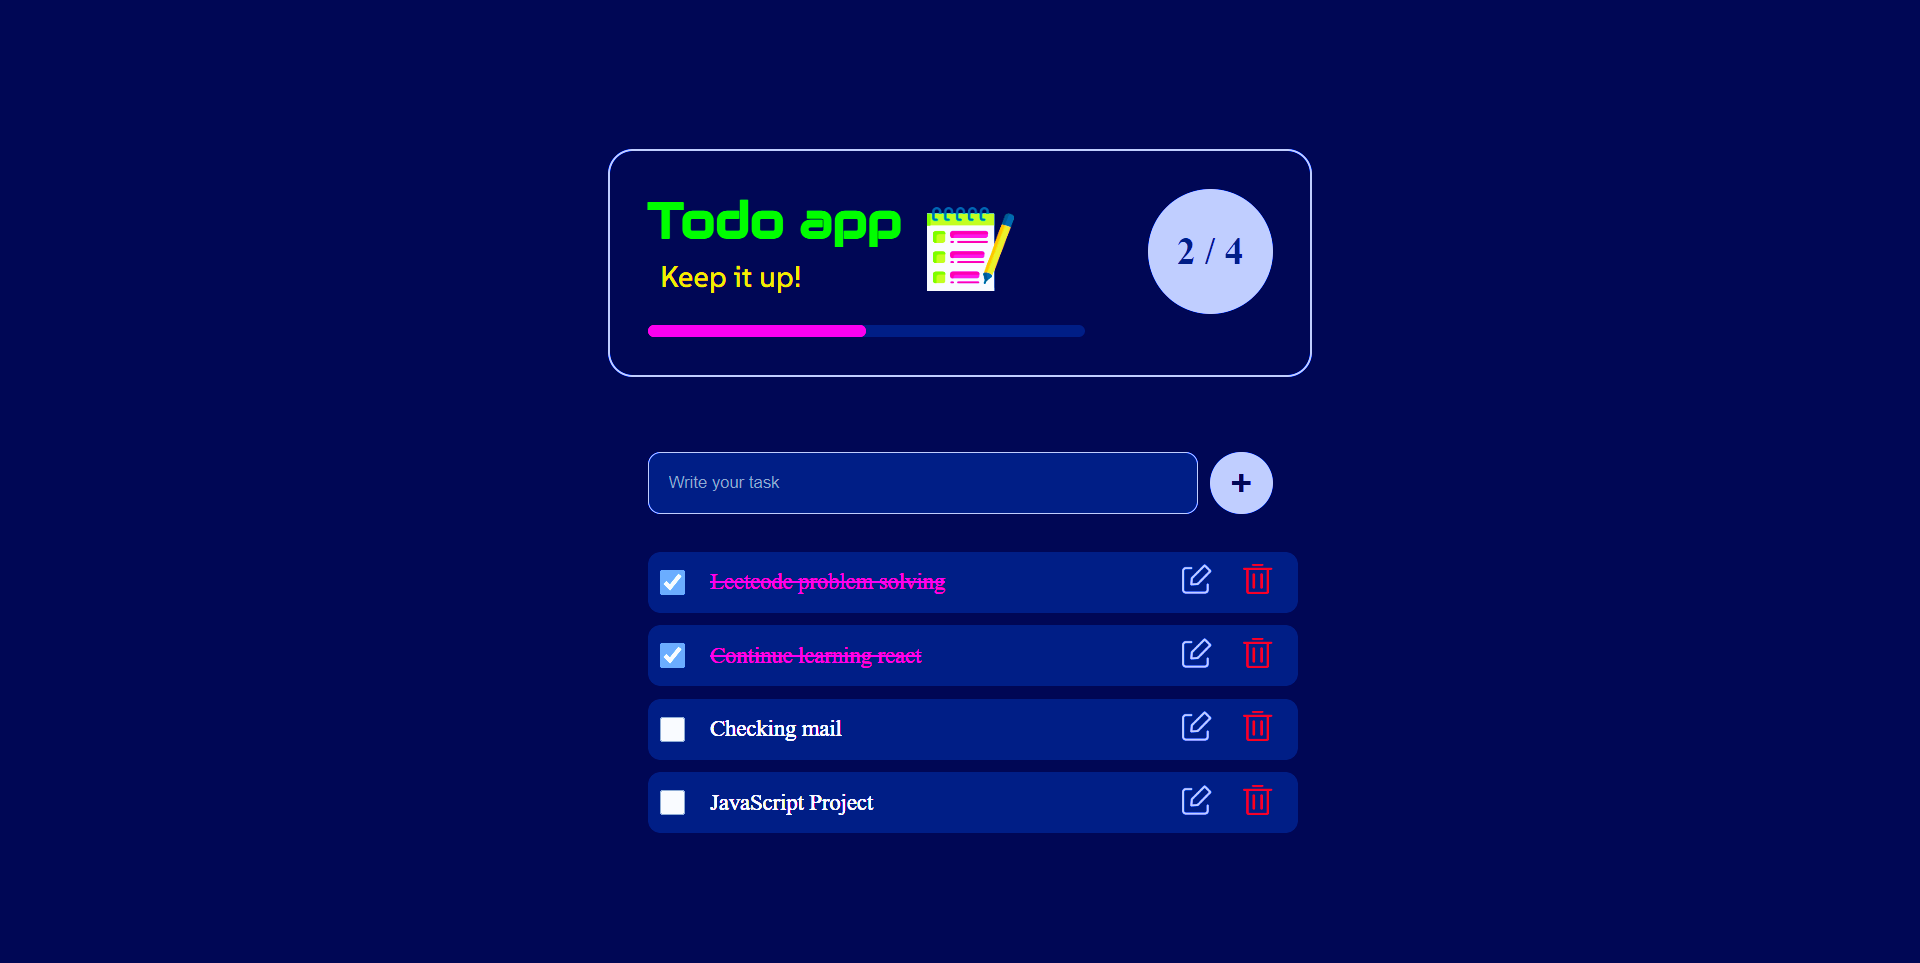 Todo app
Keep it up!
2 / 4
Write your task
+
Leetcode problem solving
Continue learning react
Checking mail
JavaScript Project